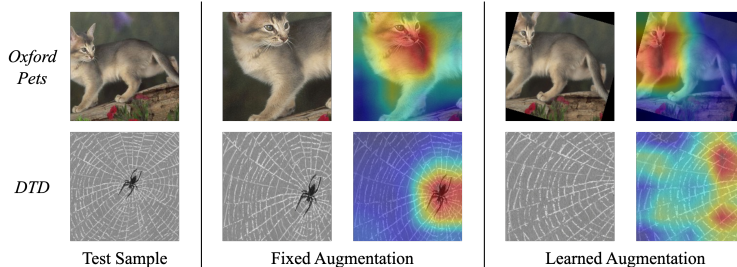 Oxford
Pets
DTD
Test Sample
Fixed Augmentation
Learned Augmentation